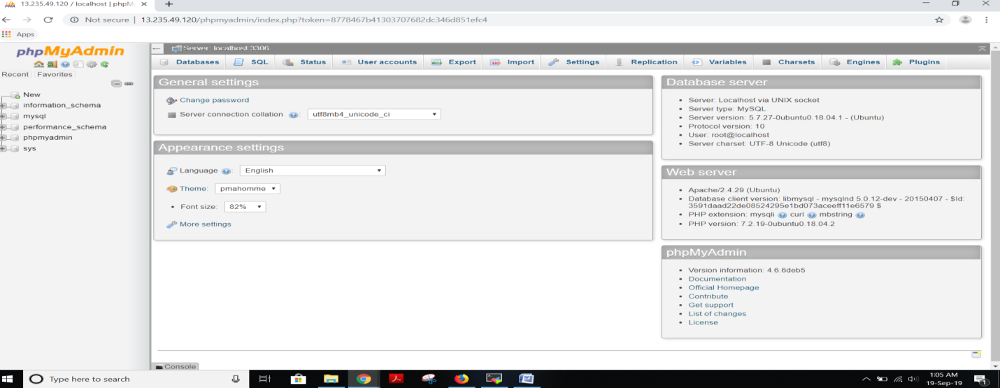 13.235.49.120 / localhost | phpM
Not secure | 13.235.49.120/phpmyadmin/index.php?token=8778467b41303707682dc346d851efc4
Apps
phpMyAdmin
Recent Favorites
New
information_schema
mysql
performance_schema
phpmyadmin
sys
Server: localhost:3306
Databases SQL Status User accounts Export Import Settings Replication Variables Charsets Engines Plugins
General settings
Change password
Server connection collation : utf8mb4_unicode_ci
Appearance settings
Language : English
Theme: pmahomme
• Font size: 82%
More settings
Database server
• Server: Localhost via UNIX socket
• Server type: MySQL
• Server version: 5.7.27-0ubuntu0.18.04.1 - (Ubuntu)
• Protocol version: 10
• User: root@localhost
• Server charset: UTF-8 Unicode (utf8)
Web server
• Apache/2.4.29 (Ubuntu)
• Database client version: libmysql - mysqlnd 5.0.12-dev - 20150407 - $Id:
3591daad22de08524295e1bd073aceeff11e6579 $
• PHP extension: mysqli curl mbstring
• PHP version: 7.2.19-0ubuntu0.18.04.2
phpMyAdmin
• Version information: 4.6.6deb5
• Documentation
• Official Homepage
• Contribute
• Get support
• List of changes
• License
Console
Type here to search
1:05 AM
19-Sep-19